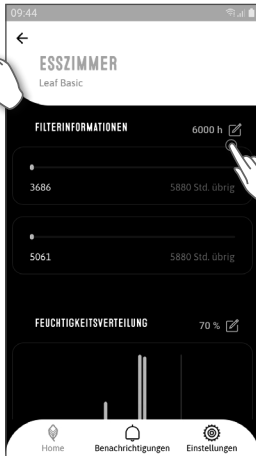 09:44
ESSZIMMER
Leaf Basic
FILTERINFORMATIONEN 6000 h
3686 5880 Std. übrig
5061 5880 Std. übrig
FEUCHTIGKEITSVERTEILUNG 70 %
Home Benachrichtigungen Einstellungen